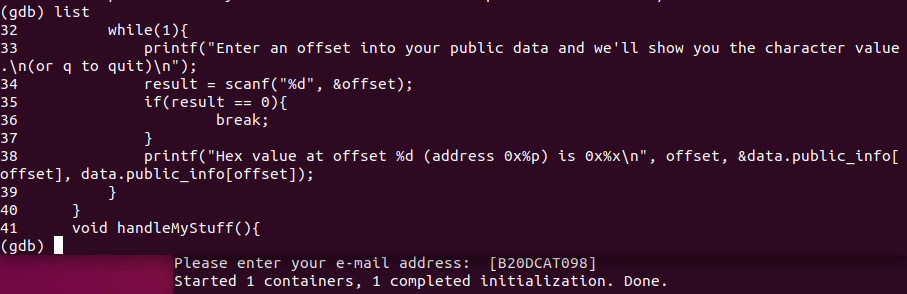 (gdb) list
32 while(1){
33 printf("Enter an offset into your public data and we'll show you the character value
.\n(or q to quit)\n");
34 result = scanf("%d", &offset);
35 if(result == 0){
36 break;
37 }
38 printf("Hex value at offset %d (address 0x%p) is 0x%x\n", offset, &data.public_info[
offset], data.public_info[offset]);
39 }
40 }
41 void handleMyStuff(){
(gdb)
Please enter your e-mail address: [B20DCAT098]
Started 1 containers, 1 completed initialization. Done.